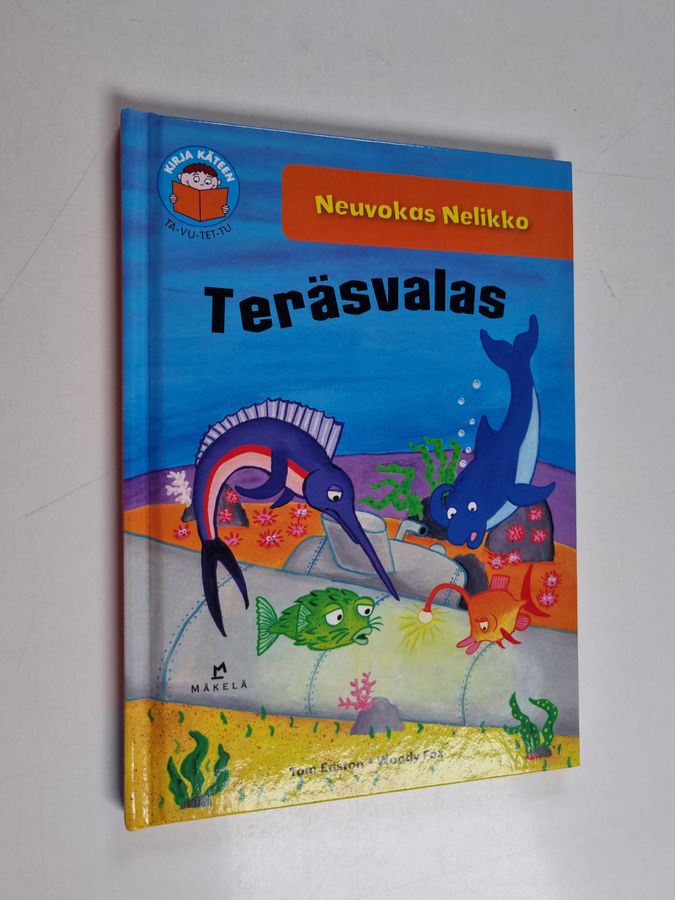 KIRJA KÄTEEN
TA-VU-TET-TU
Neuvokas Nelikko
Teräsvalas
MÄKELÄ
Tom Easton • Woody Fox